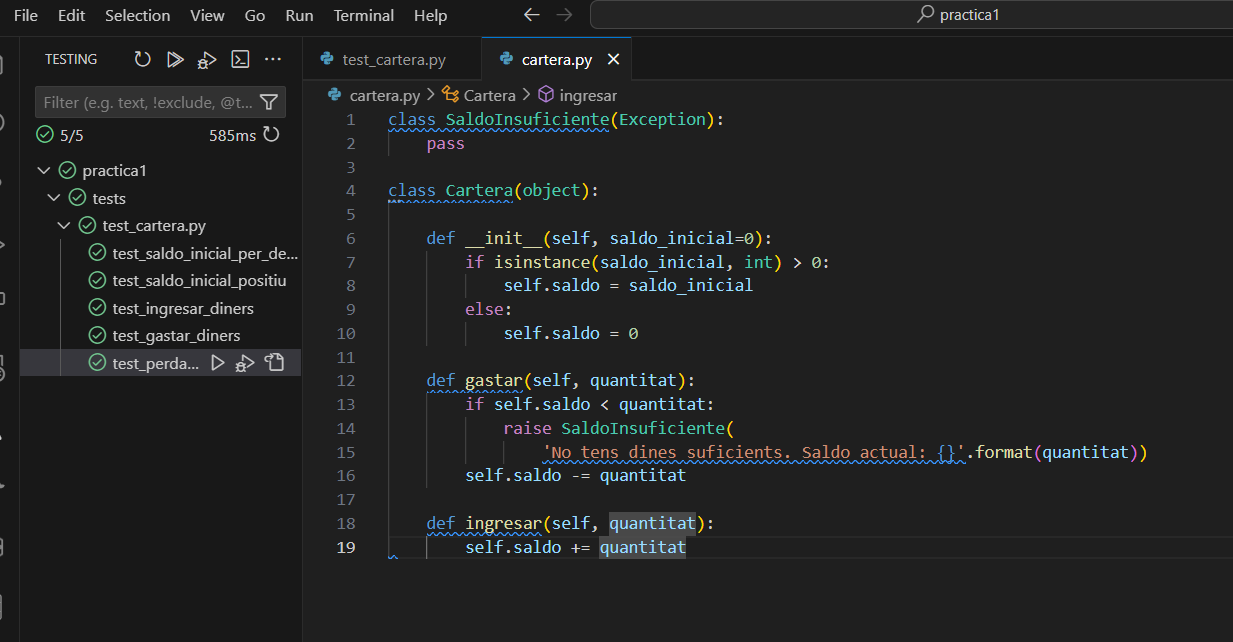 File Edit Selection View Go Run Terminal Help
practica1
TESTING
test_cartera.py
cartera.py
Filter (e.g. text, !exclude, @t...
cartera.py > Cartera > ingresar
5/5
585ms
practica1
tests
test_cartera.py
test_saldo_inicial_per_de...
test_saldo_inicial_positiu
test_ingresar_diners
test_gastar_diners
test_perda...
1 class SaldoInsuficiente(Exception):
2     pass
3
4 class Cartera(object):
5
6     def __init__(self, saldo_inicial=0):
7         if isinstance(saldo_inicial, int) > 0:
8             self.saldo = saldo_inicial
9         else:
10             self.saldo = 0
11
12     def gastar(self, quantitat):
13         if self.saldo < quantitat:
14             raise SaldoInsuficiente(
15                 'No tens dines suficients. Saldo actual: {}'.format(quantitat))
16         self.saldo -= quantitat
17
18     def ingresar(self, quantitat):
19         self.saldo += quantitat